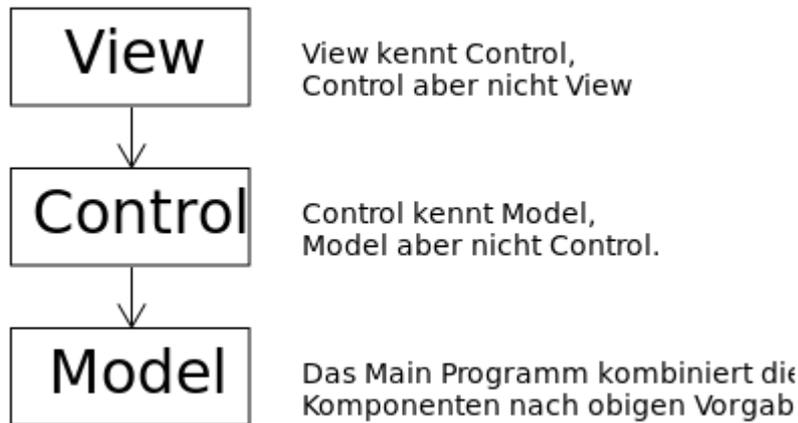 View
View kennt Control,
Control aber nicht View
Control
Control kennt Model,
Model aber nicht Control.
Model
Das Main Programm kombiniert die
Komponenten nach obigen Vorgab